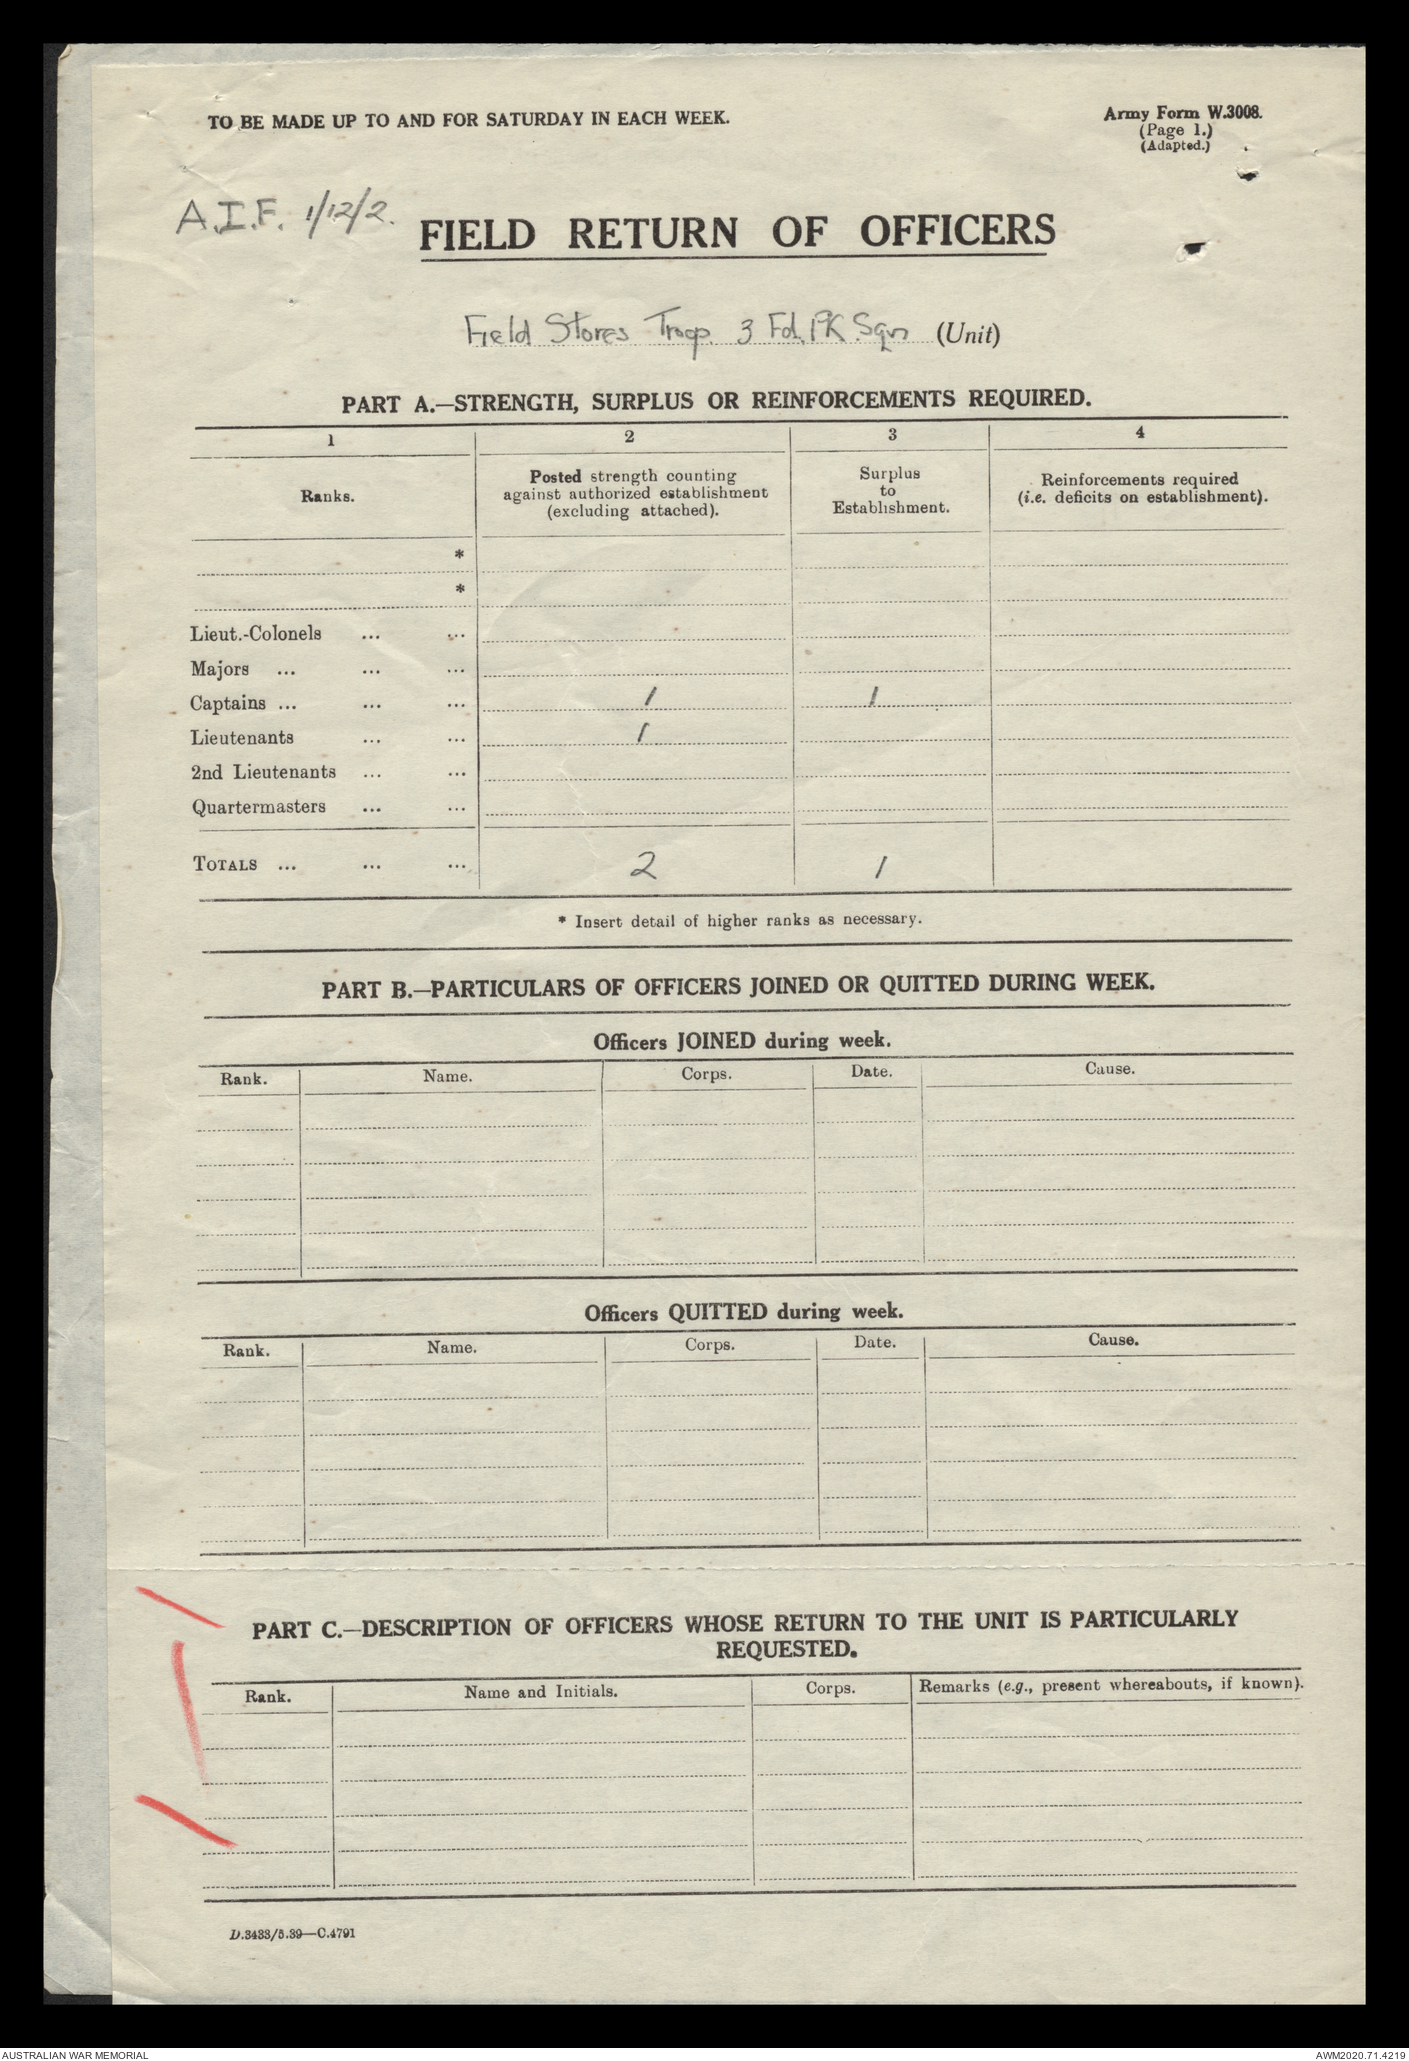 TO BE MADE UP TO AND FOR SATURDAY IN EACH WEEK.
Army Form W.3008.
(Page 1.)
(Adapted.)
A.I.F. 1/12/2.
FIELD RETURN OF OFFICERS
Field Stores Troop. 3 Fd. PK. Sqn (Unit)
PART A.—STRENGTH, SURPLUS OR REINFORCEMENTS REQUIRED.
1 2 3 4
Ranks.
Posted strength counting
against authorized establishment
(excluding attached).
Surplus
to
Establishment.
Reinforcements required
(i.e. deficits on establishment).
*
*
Lieut.-Colonels ... ...
Majors ... ... ...
Captains ... ... ... 1 1
Lieutenants ... ... 1
2nd Lieutenants ... ...
Quartermasters ... ...
TOTALS ... ... ... 2 1
* Insert detail of higher ranks as necessary.
PART B.—PARTICULARS OF OFFICERS JOINED OR QUITTED DURING WEEK.
Officers JOINED during week.
Rank. Name. Corps. Date. Cause.
Officers QUITTED during week.
Rank. Name. Corps. Date. Cause.
PART C.—DESCRIPTION OF OFFICERS WHOSE RETURN TO THE UNIT IS PARTICULARLY
REQUESTED.
Rank. Name and Initials. Corps. Remarks (e.g., present whereabouts, if known).
D.3433/5.39—C.4791
AUSTRALIAN WAR MEMORIAL
AWM2020.71.4219